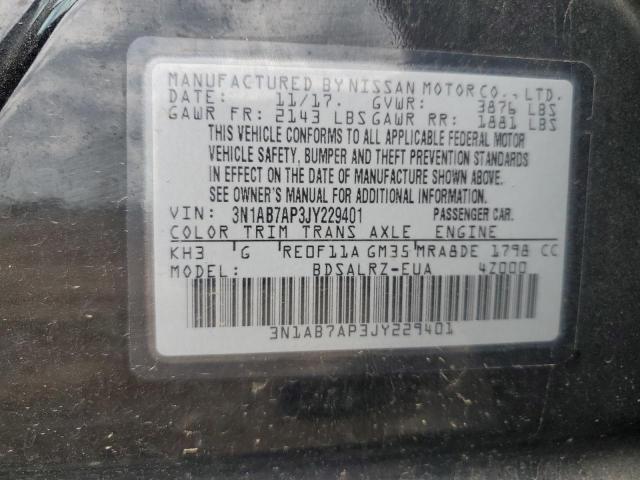 MANUFACTURED BY NISSAN MOTOR CO., LTD.
DATE: 11/17. GVWR: 3876 LBS
GAWR FR: 2143 LBS GAWR RR: 1881 LBS
THIS VEHICLE CONFORMS TO ALL APPLICABLE FEDERAL MOTOR
VEHICLE SAFETY, BUMPER AND THEFT PREVENTION STANDARDS
IN EFFECT ON THE DATE OF MANUFACTURE SHOWN ABOVE.
SEE OWNER'S MANUAL FOR ADDITIONAL INFORMATION.
VIN: 3N1AB7AP3JY229401 PASSENGER CAR.
COLOR TRIM TRANS AXLE ENGINE
KH3 G RE0F11A GM35 MRA8DE 1798 CC
MODEL: BDSALRZ-EUA 4Z000
3N1AB7AP3JY229401